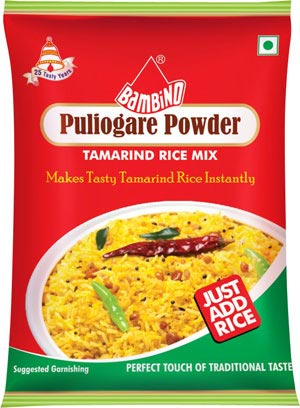 25 Tasty Years
®
BAMBINO
Puliogare Powder
TAMARIND RICE MIX
Makes Tasty Tamarind Rice Instantly
JUST
ADD
RICE
Suggested Garnishing
PERFECT TOUCH OF TRADITIONAL TASTE